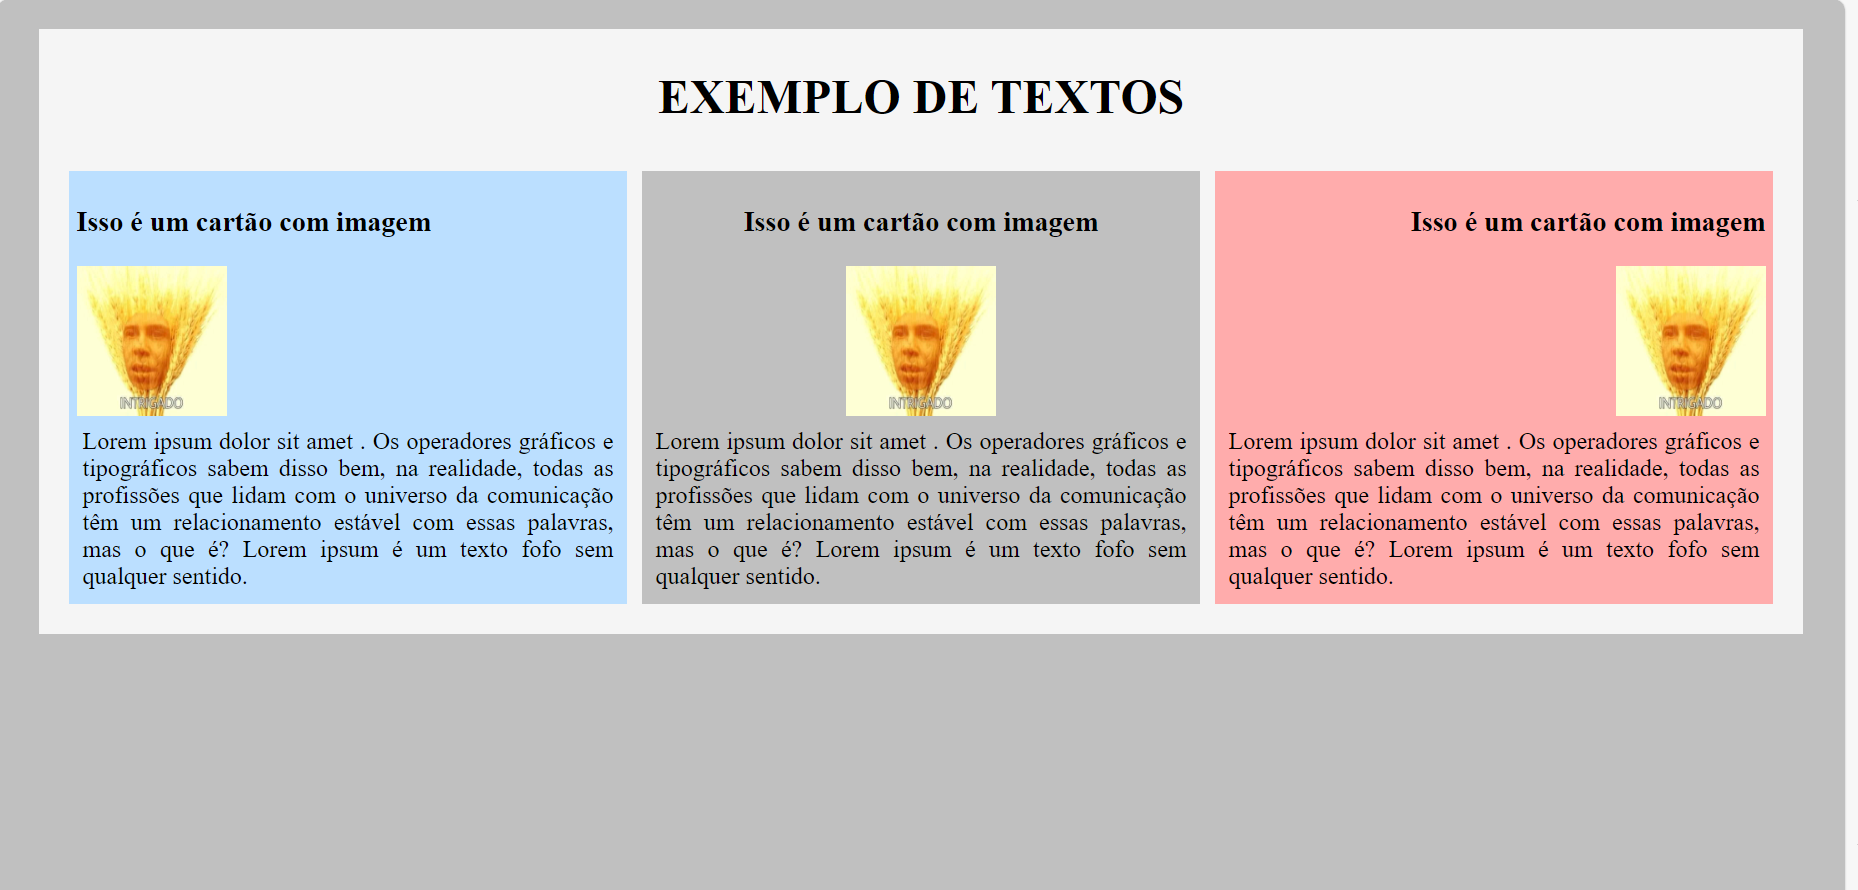 EXEMPLO DE TEXTOS
Isso é um cartão com imagem
INTRIGADO
Lorem ipsum dolor sit amet . Os operadores gráficos e
tipográficos sabem disso bem, na realidade, todas as
profissões que lidam com o universo da comunicação
têm um relacionamento estável com essas palavras,
mas o que é? Lorem ipsum é um texto fofo sem
qualquer sentido.
Isso é um cartão com imagem
INTRIGADO
Lorem ipsum dolor sit amet . Os operadores gráficos e
tipográficos sabem disso bem, na realidade, todas as
profissões que lidam com o universo da comunicação
têm um relacionamento estável com essas palavras,
mas o que é? Lorem ipsum é um texto fofo sem
qualquer sentido.
Isso é um cartão com imagem
INTRIGADO
Lorem ipsum dolor sit amet . Os operadores gráficos e
tipográficos sabem disso bem, na realidade, todas as
profissões que lidam com o universo da comunicação
têm um relacionamento estável com essas palavras,
mas o que é? Lorem ipsum é um texto fofo sem
qualquer sentido.